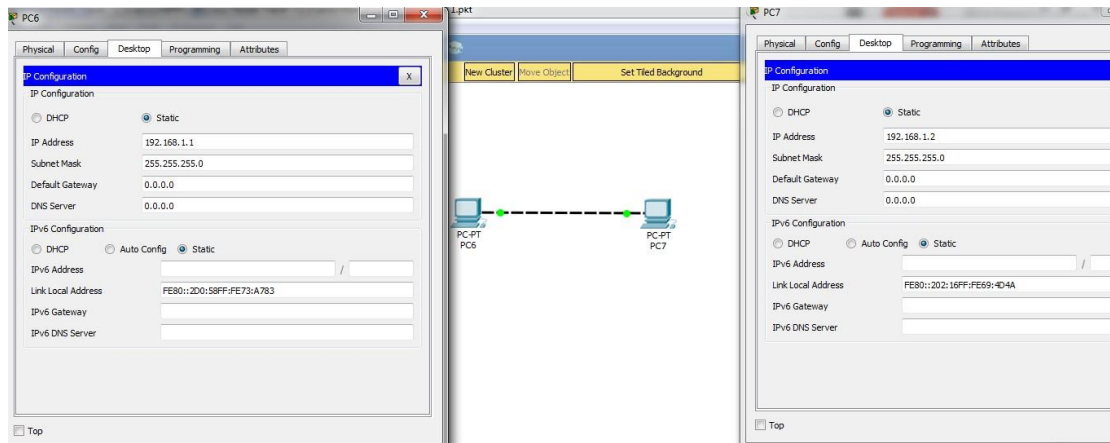 PC6
Physical Config Desktop Programming Attributes
IP Configuration X
IP Configuration
DHCP Static
IP Address 192.168.1.1
Subnet Mask 255.255.255.0
Default Gateway 0.0.0.0
DNS Server 0.0.0.0
IPv6 Configuration
DHCP Auto Config Static
IPv6 Address /
Link Local Address FE80::2D0:58FF:FE73:A783
IPv6 Gateway
IPv6 DNS Server
Top
1.pkt
New Cluster Move Object Set Tiled Background
PC-PT
PC6
PC-PT
PC7
PC7
Physical Config Desktop Programming Attributes
IP Configuration
IP Configuration
DHCP Static
IP Address 192.168.1.2
Subnet Mask 255.255.255.0
Default Gateway 0.0.0.0
DNS Server 0.0.0.0
IPv6 Configuration
DHCP Auto Config Static
IPv6 Address /
Link Local Address FE80::202:16FF:FE69:4D4A
IPv6 Gateway
IPv6 DNS Server
Top